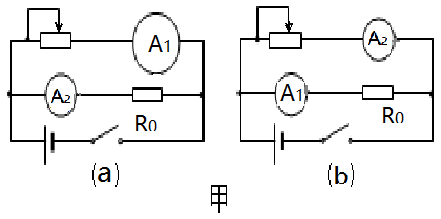 A₁ A₂
A₂ A₁
R₀ R₀
(a) (b)
甲